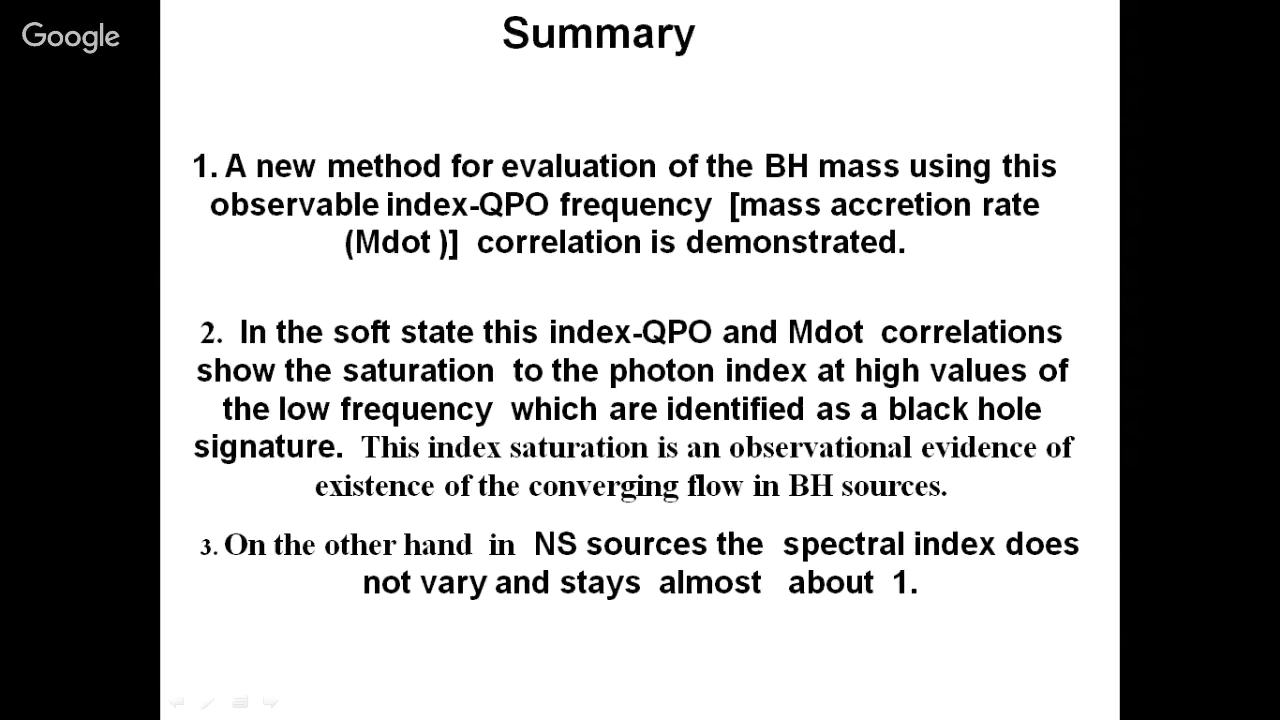 Google
Summary
1. A new method for evaluation of the BH mass using this
observable index-QPO frequency [mass accretion rate
(Mdot )] correlation is demonstrated.
2. In the soft state this index-QPO and Mdot correlations
show the saturation to the photon index at high values of
the low frequency which are identified as a black hole
signature. This index saturation is an observational evidence of
existence of the converging flow in BH sources.
3. On the other hand in NS sources the spectral index does
not vary and stays almost about 1.